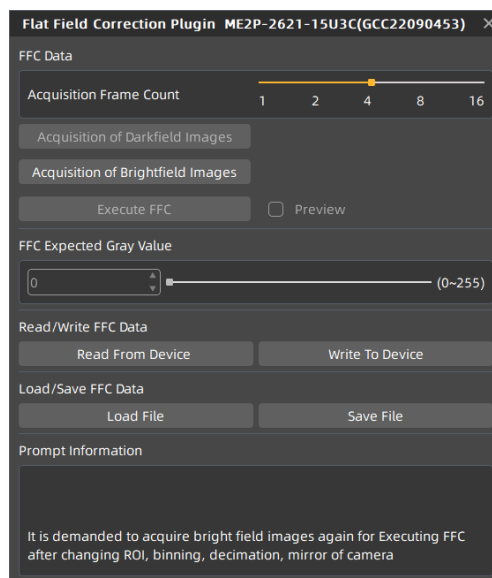 Flat Field Correction Plugin ME2P-2621-15U3C(GCC22090453) ×
FFC Data
Acquisition Frame Count
1 2 4 8 16
Acquisition of Darkfield Images
Acquisition of Brightfield Images
Execute FFC Preview
FFC Expected Gray Value
0 (0~255)
Read/Write FFC Data
Read From Device Write To Device
Load/Save FFC Data
Load File Save File
Prompt Information
It is demanded to acquire bright field images again for Executing FFC
after changing ROI, binning, decimation, mirror of camera